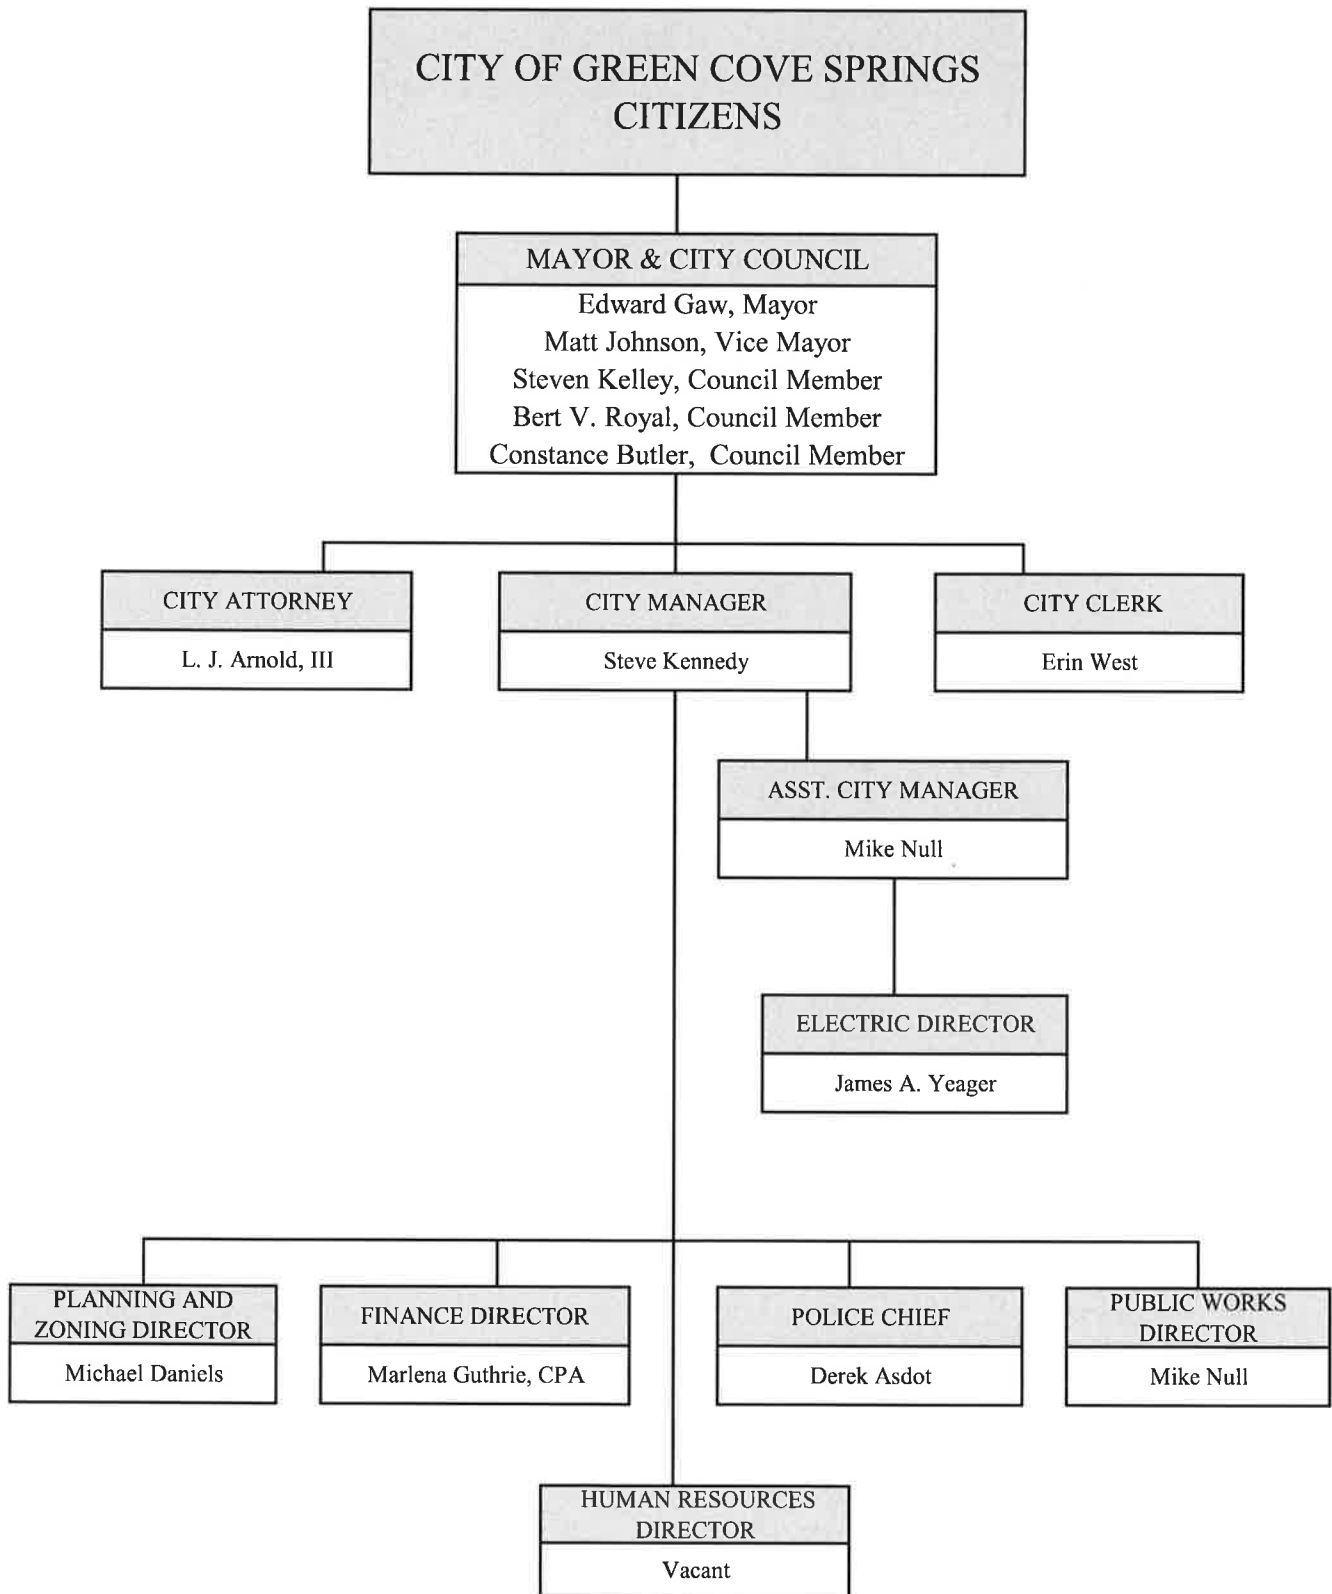 CITY OF GREEN COVE SPRINGS
CITIZENS
MAYOR & CITY COUNCIL
Edward Gaw, Mayor
Matt Johnson, Vice Mayor
Steven Kelley, Council Member
Bert V. Royal, Council Member
Constance Butler, Council Member
CITY ATTORNEY
L. J. Arnold, III
CITY MANAGER
Steve Kennedy
CITY CLERK
Erin West
ASST. CITY MANAGER
Mike Null
ELECTRIC DIRECTOR
James A. Yeager
PLANNING AND
ZONING DIRECTOR
Michael Daniels
FINANCE DIRECTOR
Marlena Guthrie, CPA
POLICE CHIEF
Derek Asdot
PUBLIC WORKS
DIRECTOR
Mike Null
HUMAN RESOURCES
DIRECTOR
Vacant